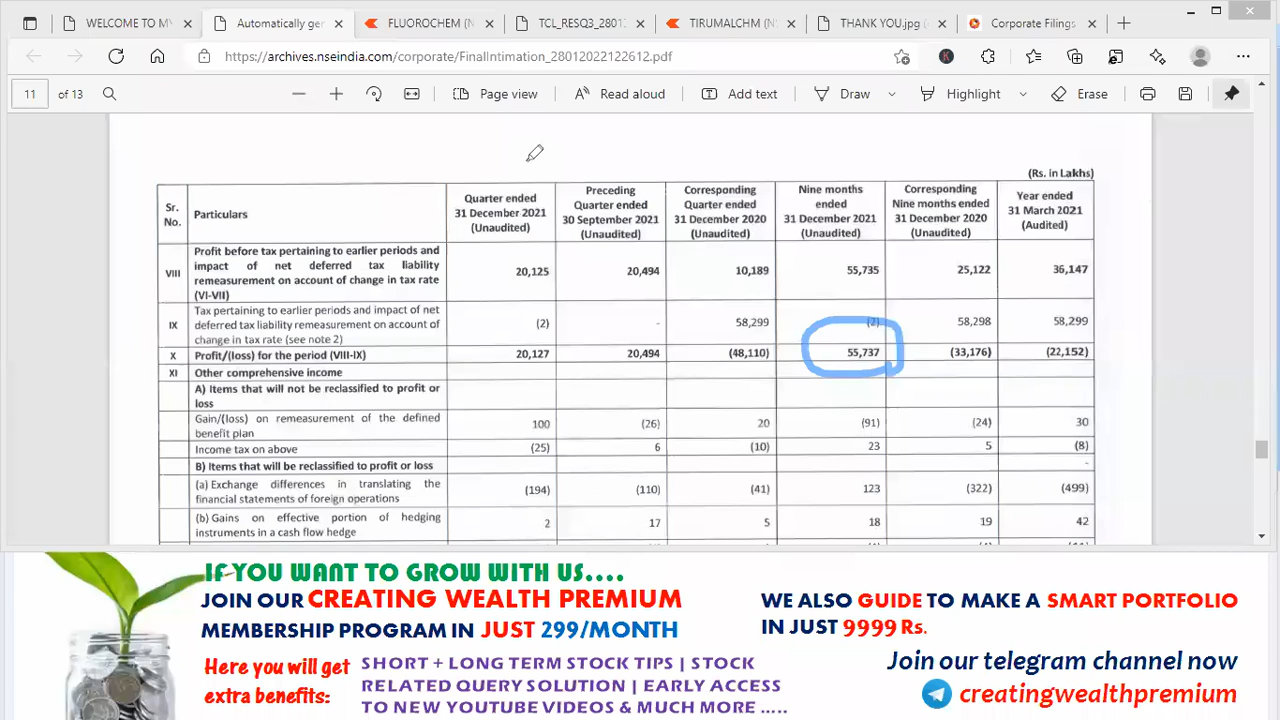 WELCOME TO MY
Automatically ger
FLUOROCHEM (N
TCL_RESQ3_2801
TIRUMALCHM (N
THANK YOU.jpg (
Corporate Filings
https://archives.nseindia.com/corporate/FinalIntimation_28012022122612.pdf
11 of 13 Page view Read aloud Add text Draw Highlight Erase
(Rs. in Lakhs)
Sr. No. Particulars Quarter ended 31 December 2021 (Unaudited) Preceding Quarter ended 30 September 2021 (Unaudited) Corresponding Quarter ended 31 December 2020 (Unaudited) Nine months ended 31 December 2021 (Unaudited) Corresponding Nine months ended 31 December 2020 (Unaudited) Year ended 31 March 2021 (Audited)
VIII Profit before tax pertaining to earlier periods and impact of net deferred tax liability remeasurement on account of change in tax rate (VI-VII) 20,125 20,494 10,189 55,735 25,122 36,147
IX Tax pertaining to earlier periods and impact of net deferred tax liability remeasurement on account of change in tax rate (see note 2) (2) - 58,299 (2) 58,298 58,299
X Profit/(loss) for the period (VIII-IX) 20,127 20,494 (48,110) 55,737 (33,176) (22,152)
XI Other comprehensive income
A) Items that will not be reclassified to profit or loss
Gain/(loss) on remeasurement of the defined benefit plan 100 (26) 20 (91) (24) 30
Income tax on above (25) 6 (10) 23 5 (8)
B) Items that will be reclassified to profit or loss -
(a) Exchange differences in translating the financial statements of foreign operations (194) (110) (41) 123 (322) (499)
(b) Gains on effective portion of hedging instruments in a cash flow hedge 2 17 5 18 19 42
IF YOU WANT TO GROW WITH US....
JOIN OUR CREATING WEALTH PREMIUM
MEMBERSHIP PROGRAM IN JUST 299/MONTH
WE ALSO GUIDE TO MAKE A SMART PORTFOLIO
IN JUST 9999 Rs.
Here you will get
extra benefits:
SHORT + LONG TERM STOCK TIPS | STOCK
RELATED QUERY SOLUTION | EARLY ACCESS
TO NEW YOUTUBE VIDEOS & MUCH MORE .....
Join our telegram channel now
creatingwealthpremium